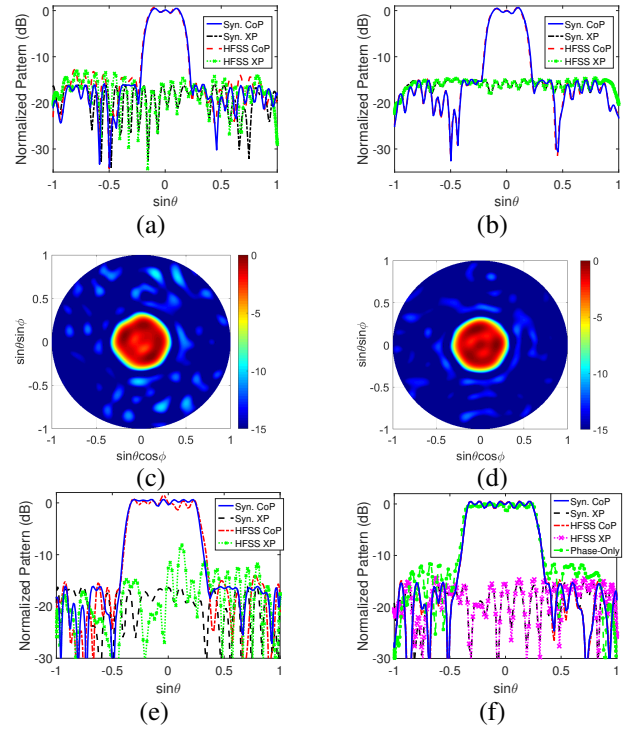 Normalized Pattern (dB)
0
-10
-20
-30
-1
-0.5
0
0.5
1
sinθ
Syn. CoP
Syn. XP
HFSS CoP
HFSS XP
(a)
Normalized Pattern (dB)
0
-10
-20
-30
-1
-0.5
0
0.5
1
sinθ
Syn. CoP
Syn. XP
HFSS CoP
HFSS XP
(b)
sinθsinϕ
1
0.5
0
-0.5
-1
-1
-0.5
0
0.5
1
sinθcosϕ
0
-5
-10
-15
(c)
sinθsinϕ
1
0.5
0
-0.5
-1
-1
-0.5
0
0.5
1
sinθcosϕ
0
-5
-10
-15
(d)
Normalized Pattern (dB)
0
-10
-20
-30
-1
-0.5
0
0.5
1
sinθ
Syn. CoP
Syn. XP
HFSS CoP
HFSS XP
(e)
Normalized Pattern (dB)
0
-10
-20
-30
-1
-0.5
0
0.5
1
sinθ
Syn. CoP
Syn. XP
HFSS CoP
HFSS XP
Phase-Only
(f)